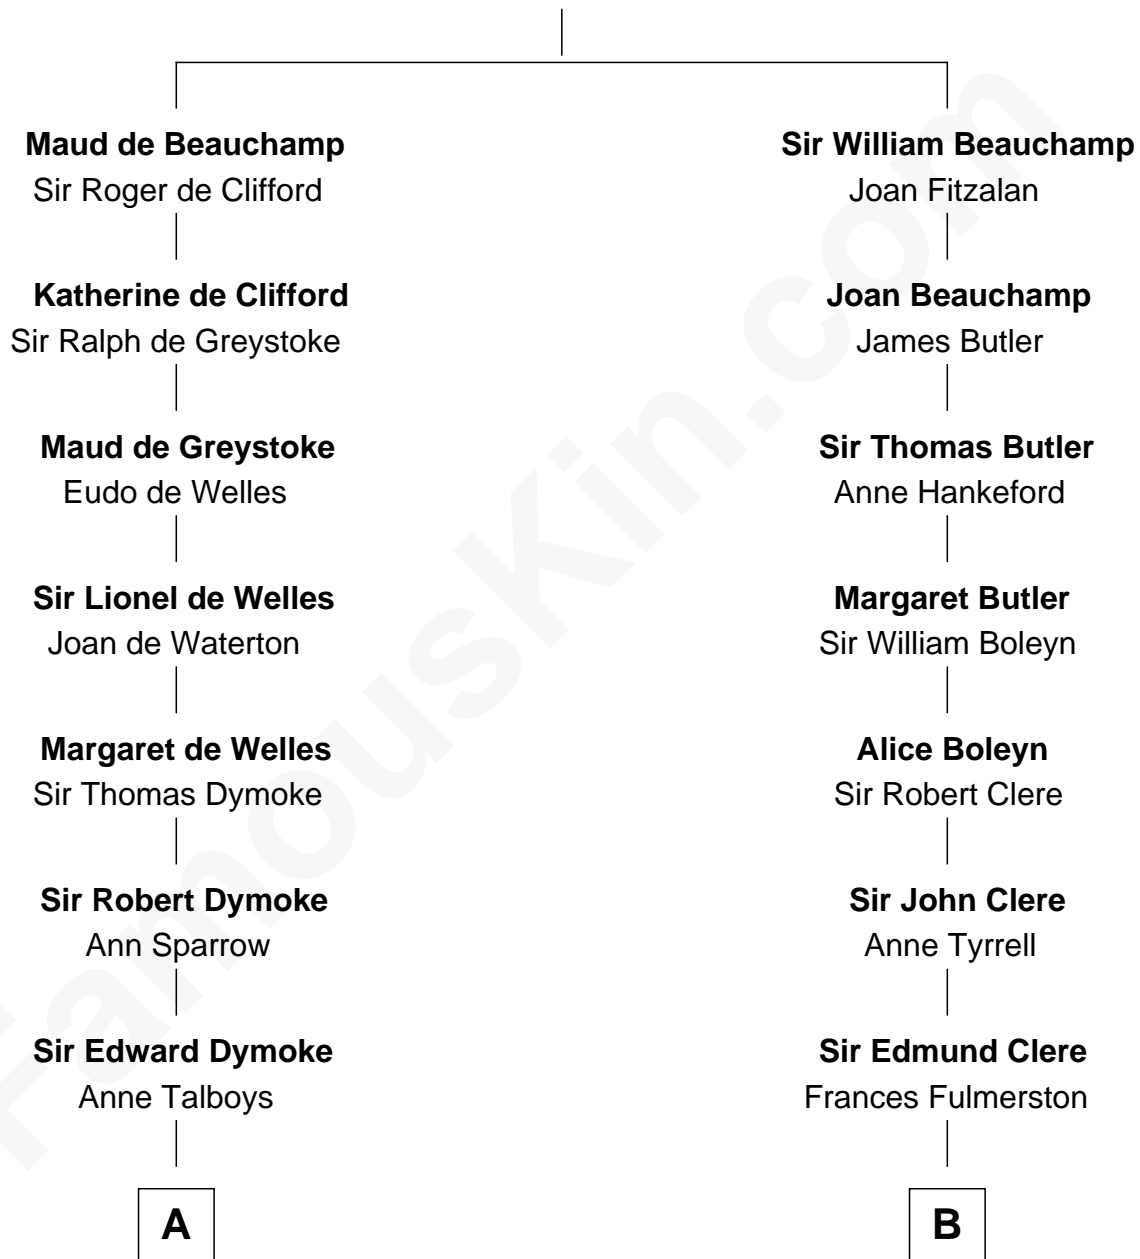 Maud de Beauchamp
Sir Roger de Clifford
Katherine de Clifford
Sir Ralph de Greystoke
Maud de Greystoke
Eudo de Welles
Sir Lionel de Welles
Joan de Waterton
Margaret de Welles
Sir Thomas Dymoke
Sir Robert Dymoke
Ann Sparrow
Sir Edward Dymoke
Anne Talboys
A
Sir William Beauchamp
Joan Fitzalan
Joan Beauchamp
James Butler
Sir Thomas Butler
Anne Hankeford
Margaret Butler
Sir William Boleyn
Alice Boleyn
Sir Robert Clere
Sir John Clere
Anne Tyrrell
Sir Edmund Clere
Frances Fulmerston
B
FamousKin.com